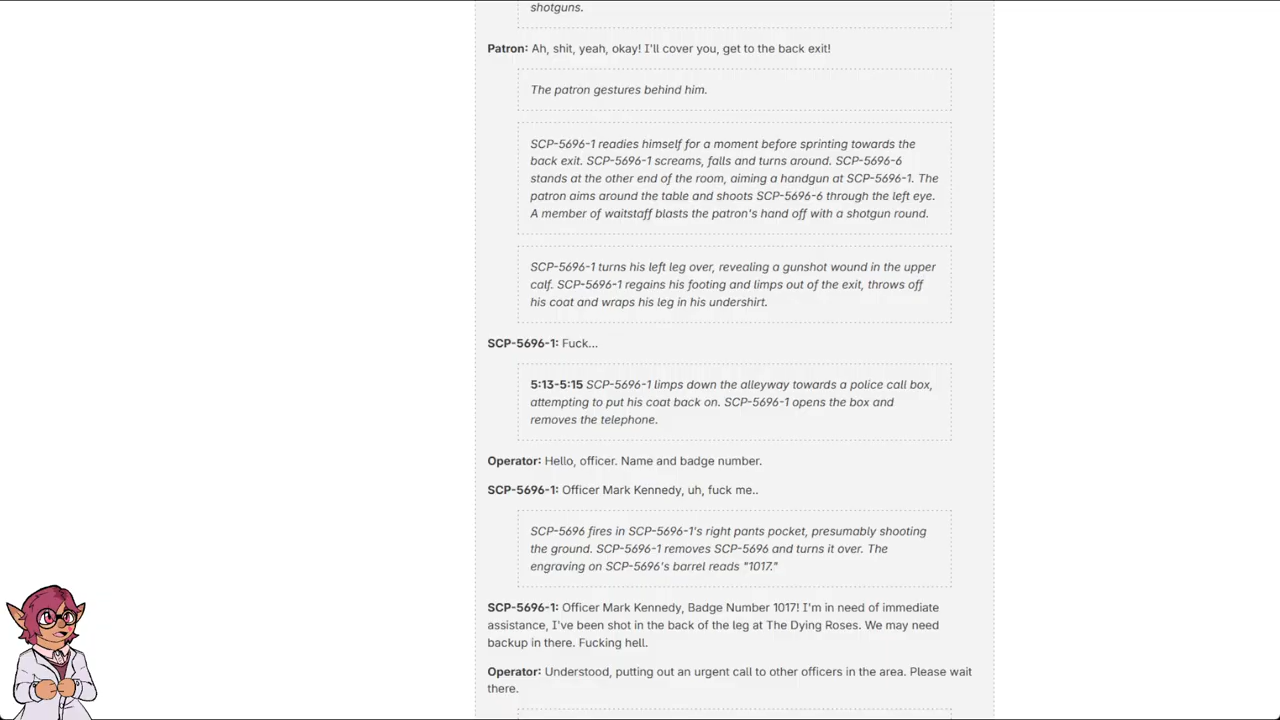 shotguns.
Patron: Ah, shit, yeah, okay! I'll cover you, get to the back exit!
The patron gestures behind him.
SCP-5696-1 readies himself for a moment before sprinting towards the
back exit. SCP-5696-1 screams, falls and turns around. SCP-5696-6
stands at the other end of the room, aiming a handgun at SCP-5696-1. The
patron aims around the table and shoots SCP-5696-6 through the left eye.
A member of waitstaff blasts the patron's hand off with a shotgun round.
SCP-5696-1 turns his left leg over, revealing a gunshot wound in the upper
calf. SCP-5696-1 regains his footing and limps out of the exit, throws off
his coat and wraps his leg in his undershirt.
SCP-5696-1: Fuck...
5:13-5:15 SCP-5696-1 limps down the alleyway towards a police call box,
attempting to put his coat back on. SCP-5696-1 opens the box and
removes the telephone.
Operator: Hello, officer. Name and badge number.
SCP-5696-1: Officer Mark Kennedy, uh, fuck me..
SCP-5696 fires in SCP-5696-1's right pants pocket, presumably shooting
the ground. SCP-5696-1 removes SCP-5696 and turns it over. The
engraving on SCP-5696's barrel reads "1017."
SCP-5696-1: Officer Mark Kennedy, Badge Number 1017! I'm in need of immediate
assistance, I've been shot in the back of the leg at The Dying Roses. We may need
backup in there. Fucking hell.
Operator: Understood, putting out an urgent call to other officers in the area. Please wait
there.